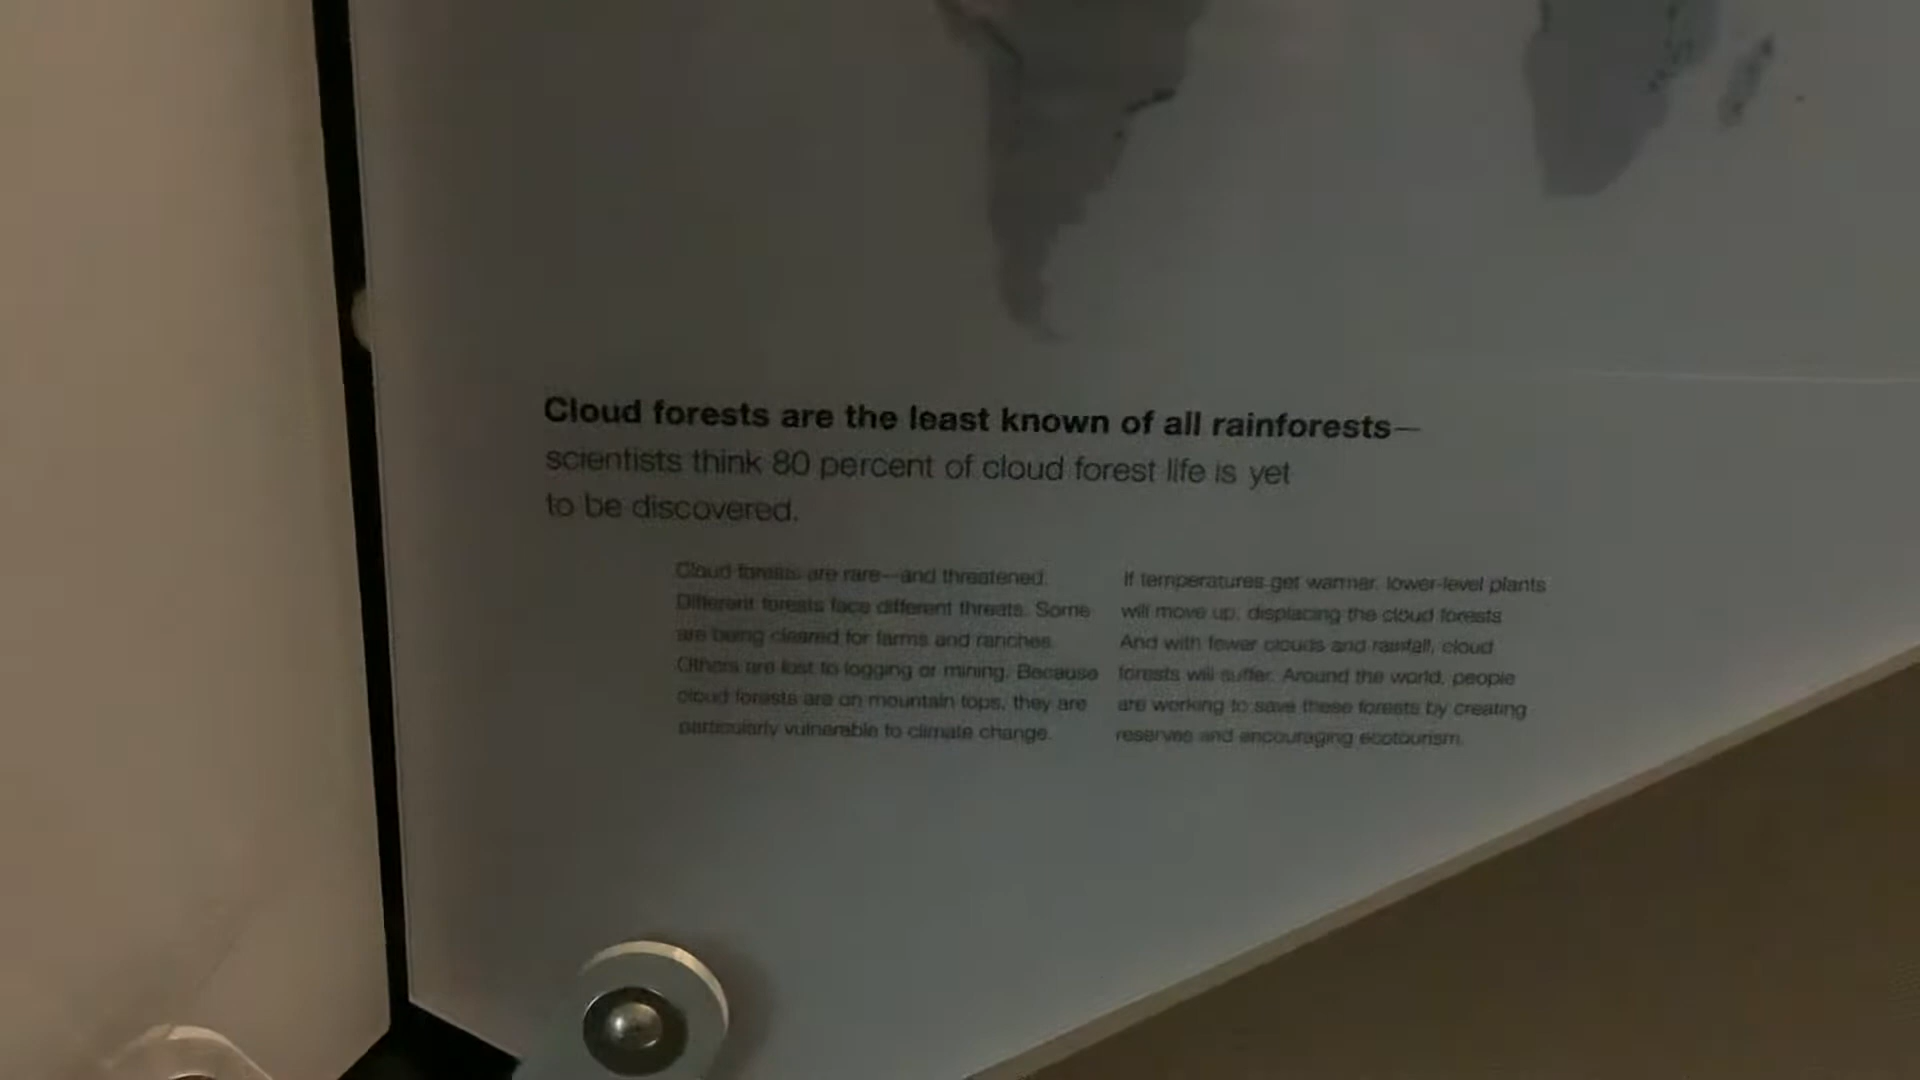 Cloud forests are the least known of all rainforests—
scientists think 80 percent of cloud forest life is yet
to be discovered.
Cloud forests are rare—and threatened.
Different forests face different threats. Some
are being cleared for farms and ranches.
Others are lost to logging or mining. Because
cloud forests are on mountain tops, they are
particularly vulnerable to climate change.
If temperatures get warmer, lower-level plants
will move up, displacing the cloud forests.
And with fewer clouds and rainfall, cloud
forests will suffer. Around the world, people
are working to save these forests by creating
reserves and encouraging ecotourism.